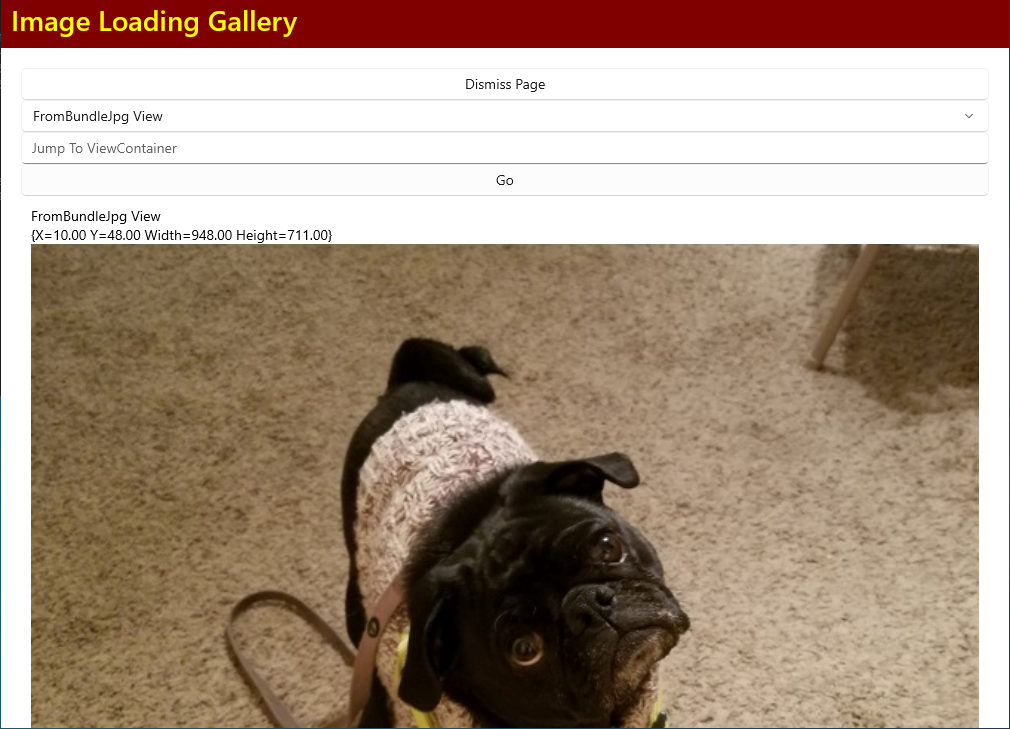 Image Loading Gallery
Dismiss Page
FromBundleJpg View
Jump To ViewContainer
Go
FromBundleJpg View
{X=10.00 Y=48.00 Width=948.00 Height=711.00}